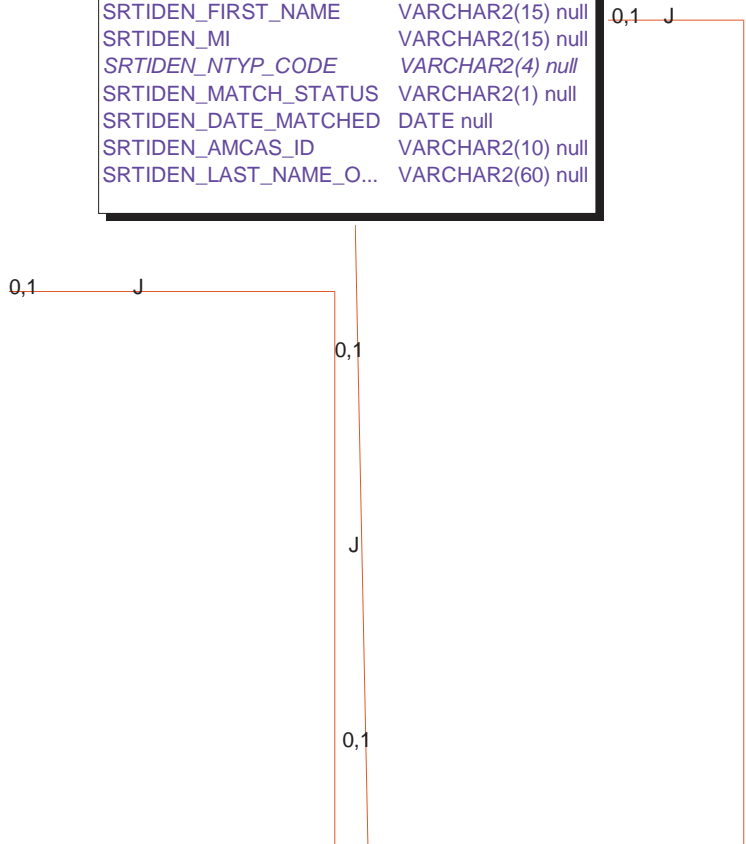 SRTIDEN_FIRST_NAME VARCHAR2(15) null
0,1 J
SRTIDEN_MI VARCHAR2(15) null
SRTIDEN_NTYP_CODE VARCHAR2(4) null
SRTIDEN_MATCH_STATUS VARCHAR2(1) null
SRTIDEN_DATE_MATCHED DATE null
SRTIDEN_AMCAS_ID VARCHAR2(10) null
SRTIDEN_LAST_NAME_O... VARCHAR2(60) null
0,1 J
0,1
J
0,1